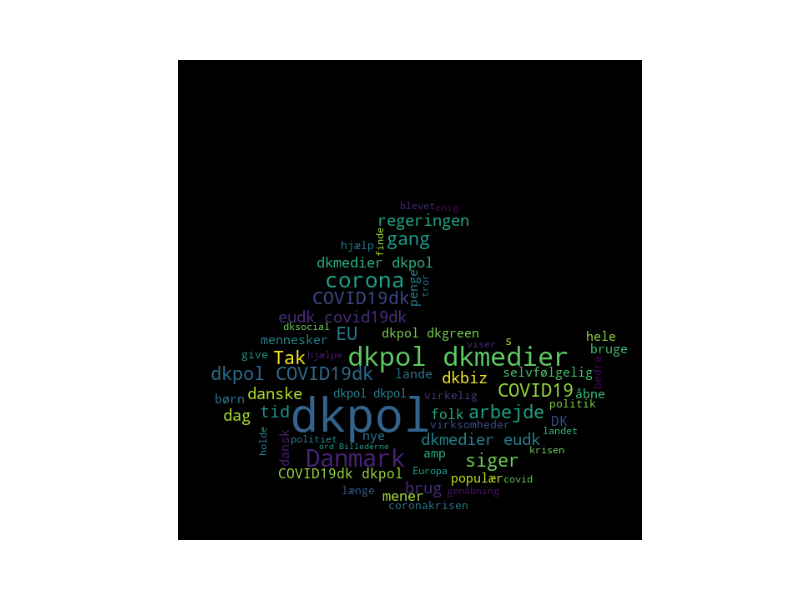 blevet enig
regeringen
finde
gang
hjælp
dkmedier dkpol
corona
penge
tror
COVID19dk
eudk covid19dk
dksocial
EU
dkpol dkgreen
hele
mennesker
viser
s
bruge
give
Tak
hjælpe
dkpol dkmedier
bedre
dkpol COVID19dk
lande
dkbiz
selvfølgelig
børn
danske
dkpol dkpol
virkelig
COVID19
åbne
dag
tid
dkpol
folk
arbejde
politik
virksomheder
DK
holde
dansk
politiet
nye
dkmedier eudk
landet
ord Billederne
Danmark
amp
siger
krisen
COVID19dk dkpol
Europa
populær
covid
længe
mener
brug
genåbning
coronakrisen